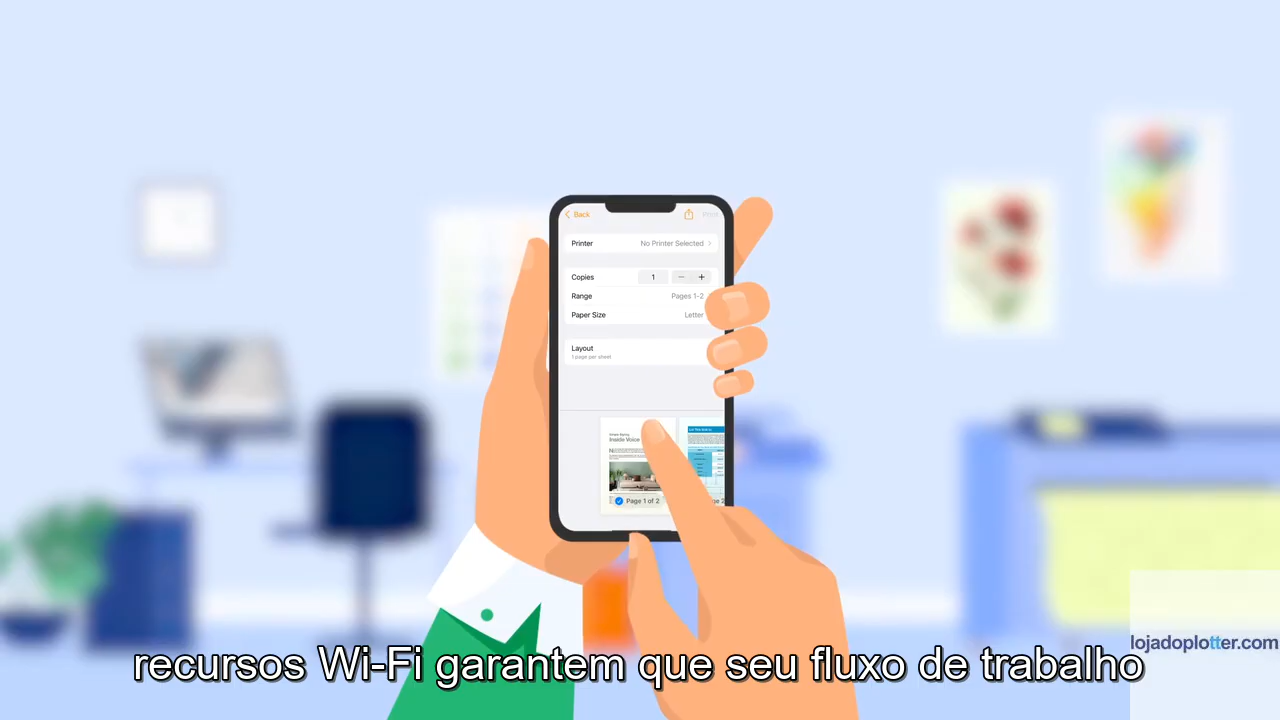 Back
Print
Printer
No Printer Selected
Copies
1
Range
Pages 1-2
Paper Size
Letter
Layout
1 page per sheet
Inside Voice
Page 1 of 2
lojadoplotter.com
recursos Wi-Fi garantem que seu fluxo de trabalho